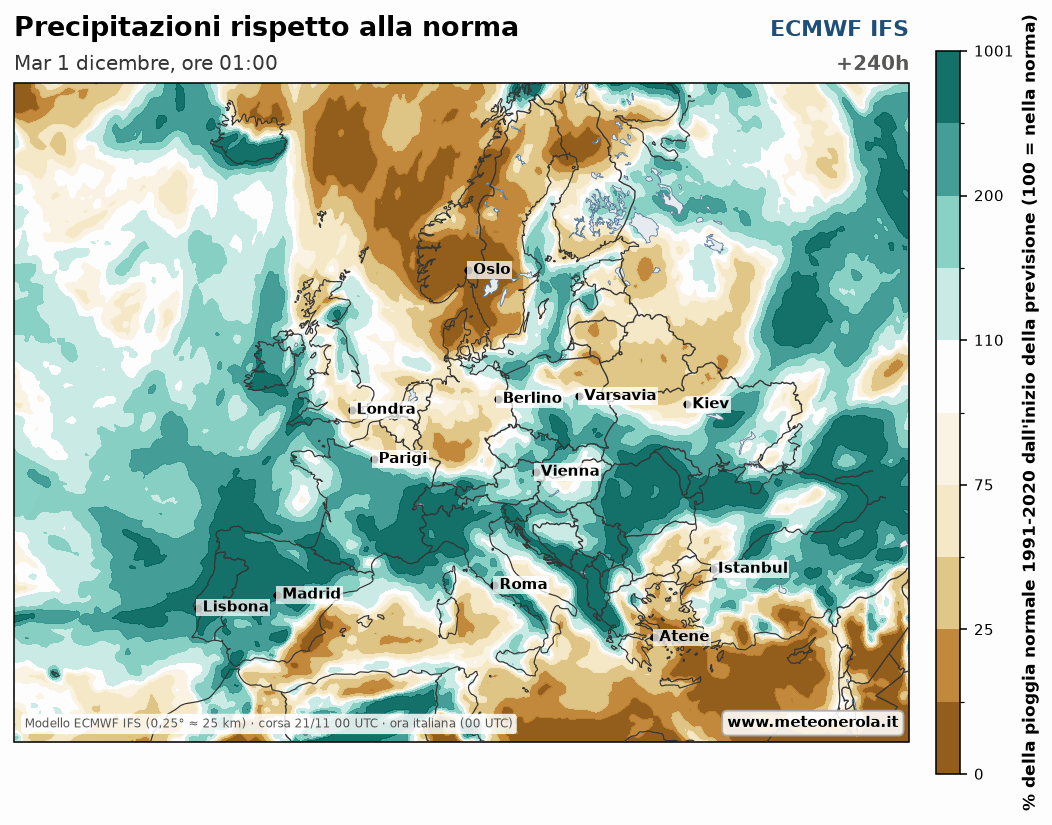 Precipitazioni rispetto alla norma
ECMWF IFS
Mar 1 dicembre, ore 01:00
+240h
Oslo
Londra
Berlino
Varsavia
Kiev
Parigi
Vienna
Istanbul
Roma
Madrid
Lisbona
Atene
Modello ECMWF IFS (0,25° ≈ 25 km) · corsa 21/11 00 UTC · ora italiana (00 UTC)
www.meteonerola.it
1001
200
110
75
25
0
% della pioggia normale 1991-2020 dall'inizio della previsione (100 = nella norma)